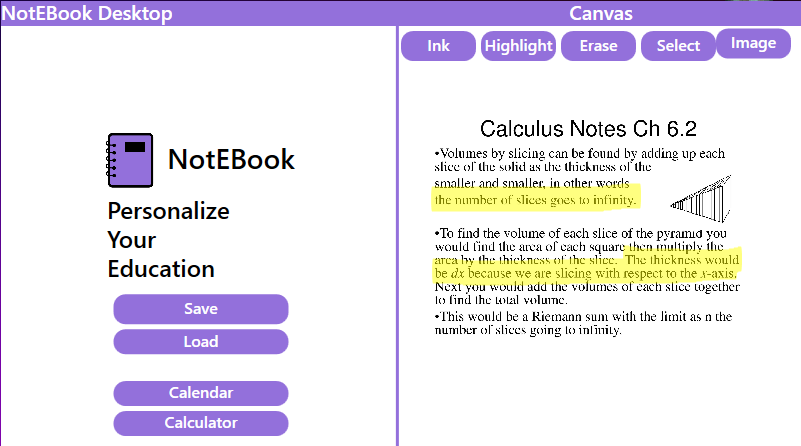 NotEBook Desktop
Canvas
Ink
Highlight
Erase
Select
Image
NotEBook
Personalize
Your
Education
Save
Load
Calendar
Calculator
Calculus Notes Ch 6.2
•Volumes by slicing can be found by adding up each
slice of the solid as the thickness of the
smaller and smaller, in other words
the number of slices goes to infinity.
•To find the volume of each slice of the pyramid you
would find the area of each square then multiply the
area by the thickness of the slice. The thickness would
be dx because we are slicing with respect to the x-axis.
Next you would add the volumes of each slice together
to find the total volume.
•This would be a Riemann sum with the limit as n the
number of slices going to infinity.